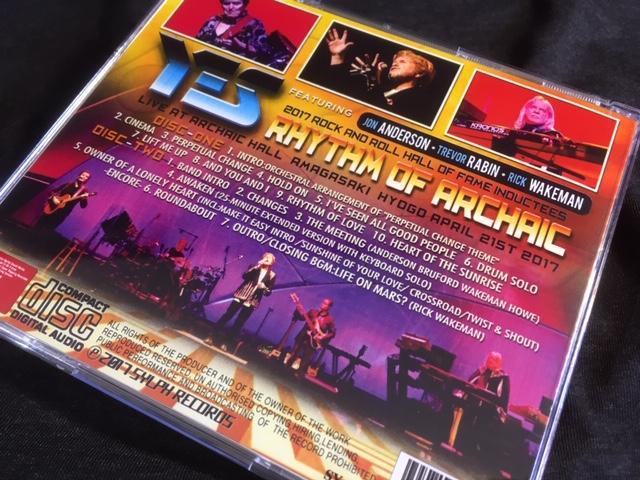 KRONOS
YES
FEATURING
JON ANDERSON • TREVOR RABIN • RICK WAKEMAN
2017 ROCK AND ROLL HALL OF FAME INDUCTEES
RHYTHM OF ARCHAIC
LIVE AT ARCHAIC HALL, AMAGASAKI HYOGO APRIL 21ST 2017
DISC-ONE 1. INTRO:ORCHESTRAL ARRANGEMENT OF "PERPETUAL CHANGE THEME"
2. CINEMA 3. PERPETUAL CHANGE 4. HOLD ON 5. I'VE SEEN ALL GOOD PEOPLE 6. DRUM SOLO
7. LIFT ME UP 8. AND YOU AND I 9. RHYTHM OF LOVE 10. HEART OF THE SUNRISE
DISC-TWO 1. BAND INTRO 2. CHANGES 3. THE MEETING (ANDERSON BRUFORD WAKEMAN HOWE)
4. AWAKEN (25-MINUTE EXTENDED VERSION WITH KEYBOARD SOLO)
5. OWNER OF A LONELY HEART (INCL:MAKE IT EASY INTRO /SUNSHINE OF YOUR LOVE/ CROSSROAD/TWIST & SHOUT)
-ENCORE- 6. ROUNDABOUT 7. OUTRO/CLOSING BGM:LIFE ON MARS? (RICK WAKEMAN)
COMPACT
disc
DIGITAL AUDIO
ALL RIGHTS OF THE PRODUCER AND OF THE OWNER OF THE WORK
REPRODUCED RESERVED. UN AUTHORISED COPYING HIRING LENDING,
PUBLIC PERFORMANCE AND BROADCASTING OF THE RECORD PROHIBITED
℗ 2017 SYLPH RECORDS